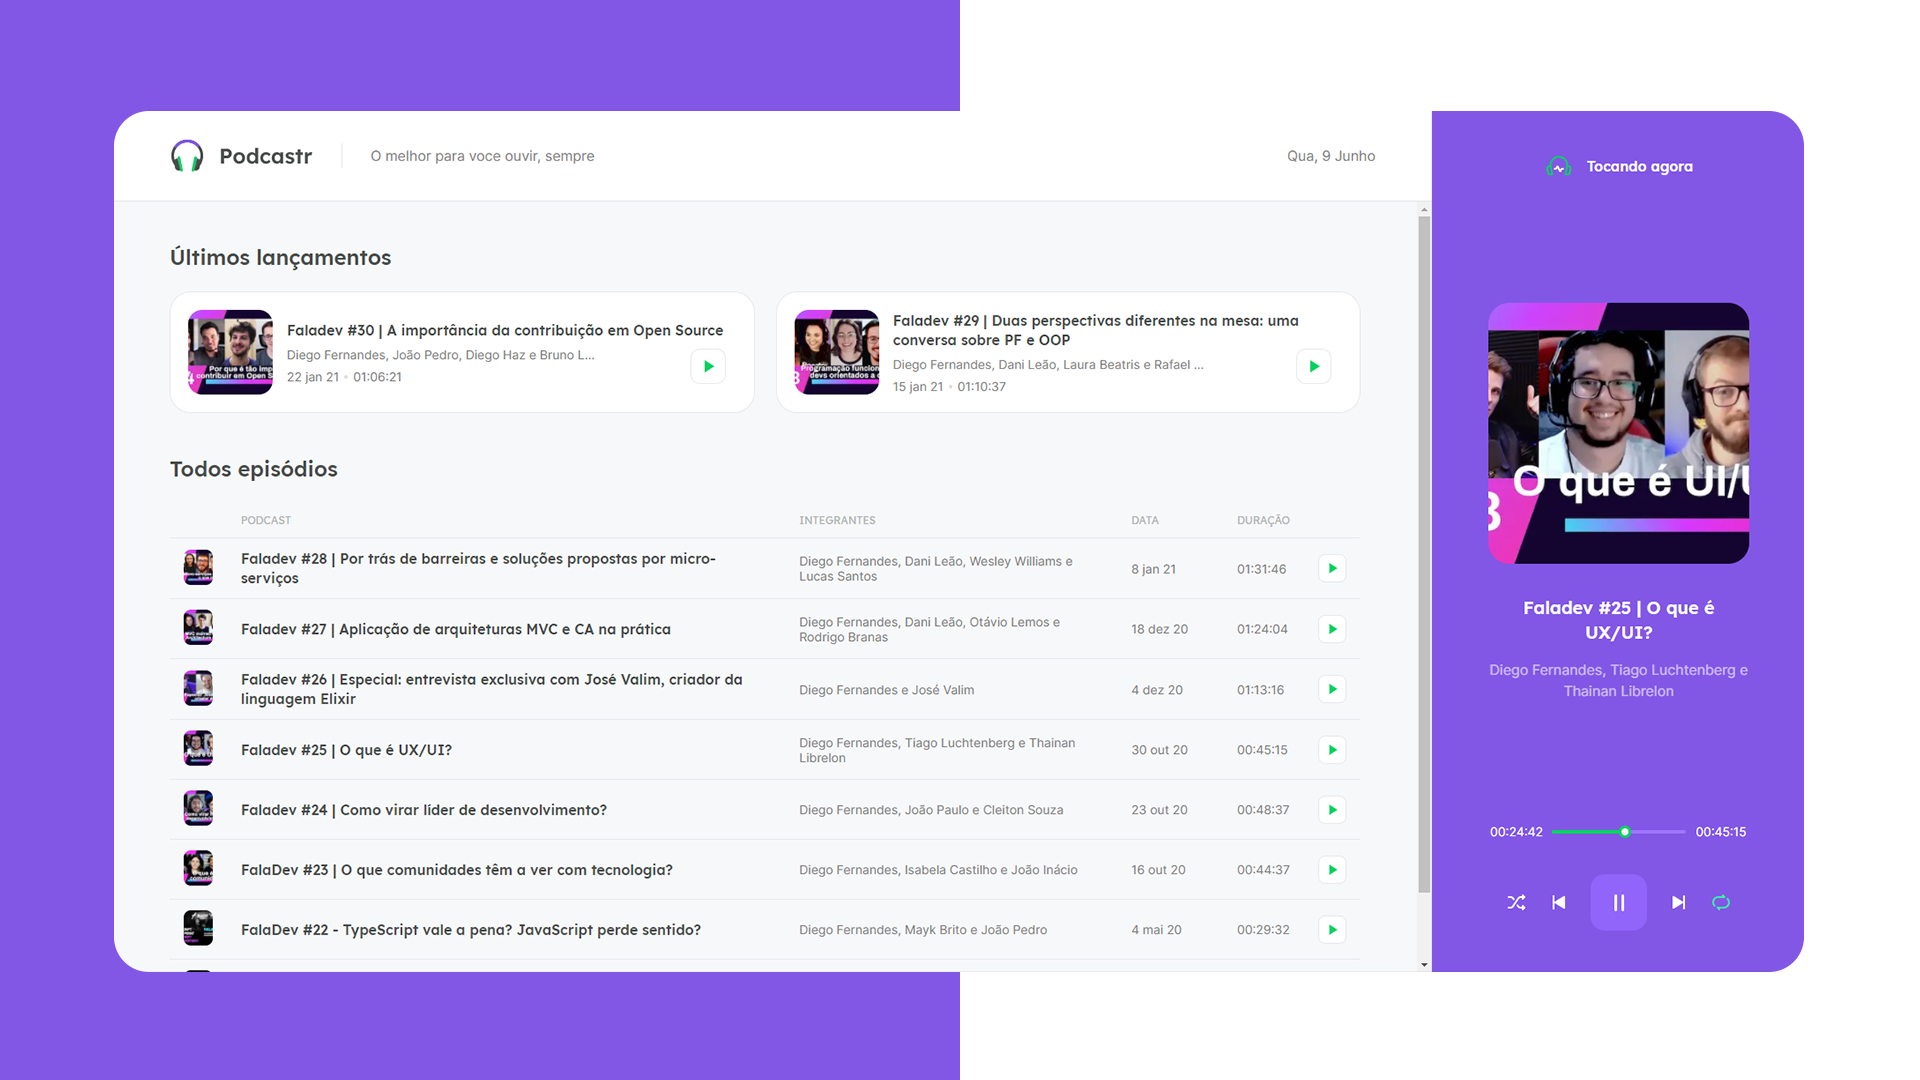 Podcastr
O melhor para voce ouvir, sempre
Qua, 9 Junho
Últimos lançamentos
Por que é tão imp
contribuir em Open S
Faladev #30 | A importância da contribuição em Open Source
Diego Fernandes, João Pedro, Diego Haz e Bruno L...
22 jan 21 • 01:06:21
Programação funcion
devs orientados a o
Faladev #29 | Duas perspectivas diferentes na mesa: uma
conversa sobre PF e OOP
Diego Fernandes, Dani Leão, Laura Beatris e Rafael ...
15 jan 21 • 01:10:37
Todos episódios
PODCAST INTEGRANTES DATA DURAÇÃO
Faladev #28 | Por trás de barreiras e soluções propostas por micro-
serviços
Diego Fernandes, Dani Leão, Wesley Williams e
Lucas Santos
8 jan 21
01:31:46
Faladev #27 | Aplicação de arquiteturas MVC e CA na prática
Diego Fernandes, Dani Leão, Otávio Lemos e
Rodrigo Branas
18 dez 20
01:24:04
Faladev #26 | Especial: entrevista exclusiva com José Valim, criador da
linguagem Elixir
Diego Fernandes e José Valim
4 dez 20
01:13:16
Faladev #25 | O que é UX/UI?
Diego Fernandes, Tiago Luchtenberg e Thainan
Librelon
30 out 20
00:45:15
Faladev #24 | Como virar líder de desenvolvimento?
Diego Fernandes, João Paulo e Cleiton Souza
23 out 20
00:48:37
FalaDev #23 | O que comunidades têm a ver com tecnologia?
Diego Fernandes, Isabela Castilho e João Inácio
16 out 20
00:44:37
FalaDev #22 - TypeScript vale a pena? JavaScript perde sentido?
Diego Fernandes, Mayk Brito e João Pedro
4 mai 20
00:29:32
Tocando agora
O que é UI/U
3
Faladev #25 | O que é
UX/UI?
Diego Fernandes, Tiago Luchtenberg e
Thainan Librelon
00:24:42
00:45:15